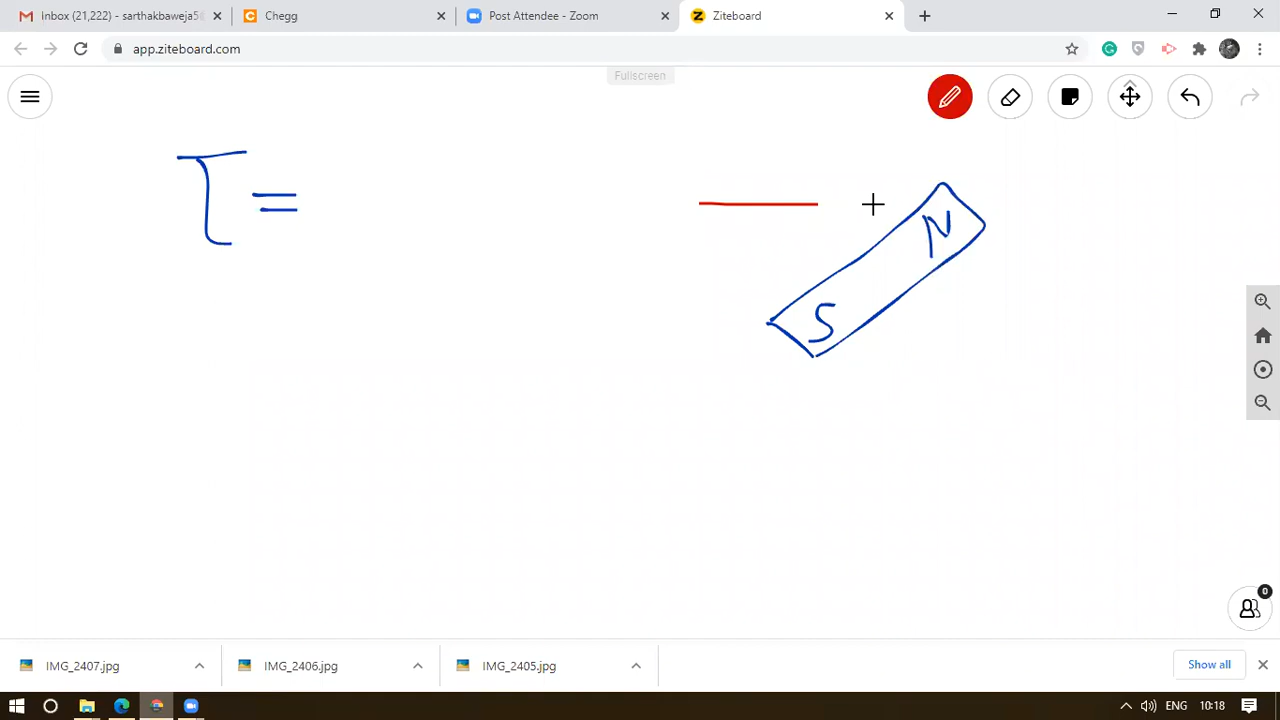 Inbox (21,222) - sarthakbaweja5
Chegg
Post Attendee - Zoom
Ziteboard
app.ziteboard.com
Fullscreen
τ =
N
S
0
IMG_2407.jpg
IMG_2406.jpg
IMG_2405.jpg
Show all
ENG
10:18